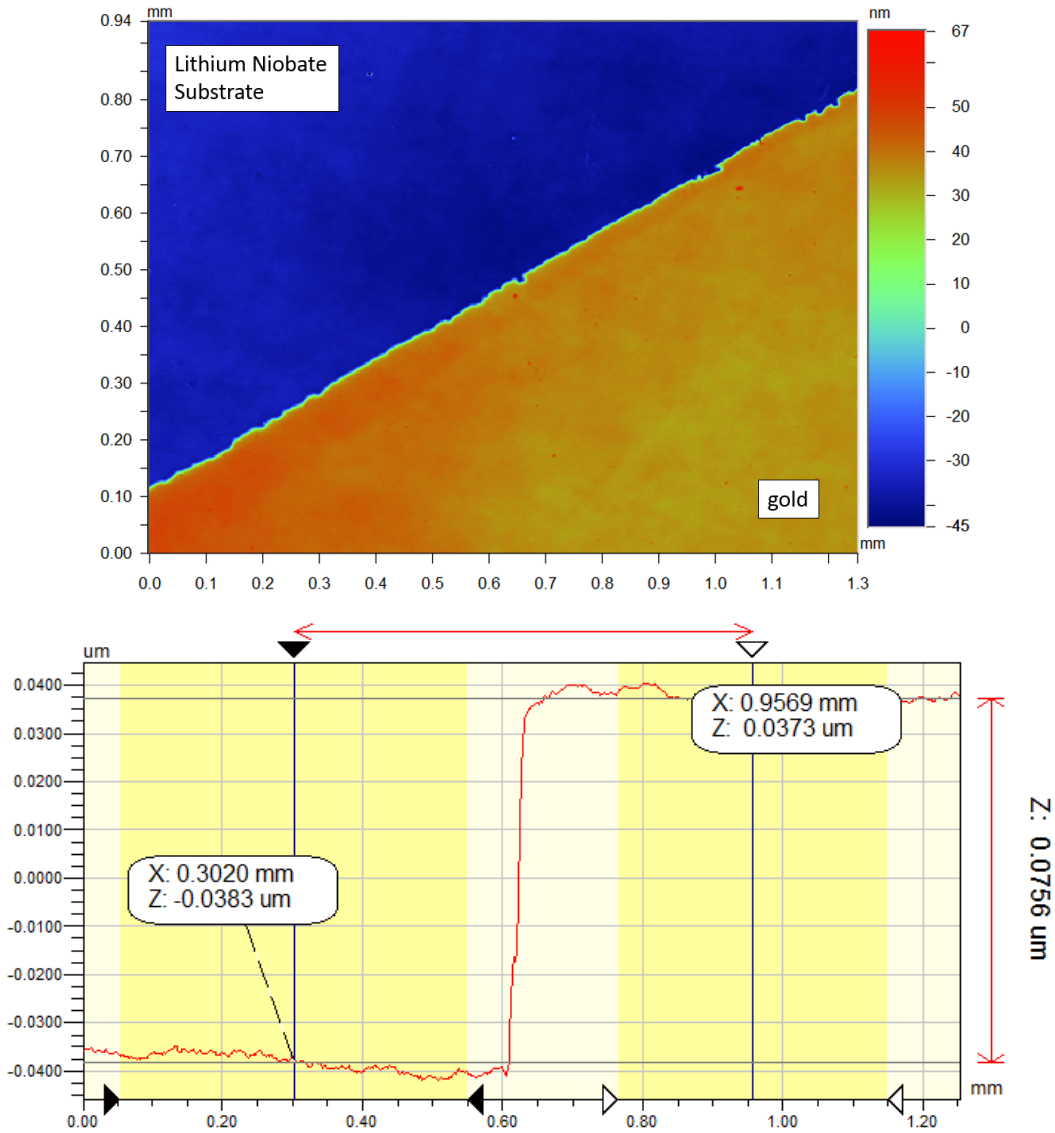 mm
nm
0.94
0.80
0.70
0.60
0.50
0.40
0.30
0.20
0.10
0.00
Lithium Niobate
Substrate
gold
67
50
40
30
20
10
0
-10
-20
-30
-45
mm
0.0 0.1 0.2 0.3 0.4 0.5 0.6 0.7 0.8 0.9 1.0 1.1 1.3
um
0.0400
0.0300
0.0200
0.0100
0.0000
-0.0100
-0.0200
-0.0300
-0.0400
X: 0.9569 mm
Z: 0.0373 um
X: 0.3020 mm
Z: -0.0383 um
Z: 0.0756 um
mm
0.00 0.20 0.40 0.60 0.80 1.00 1.20